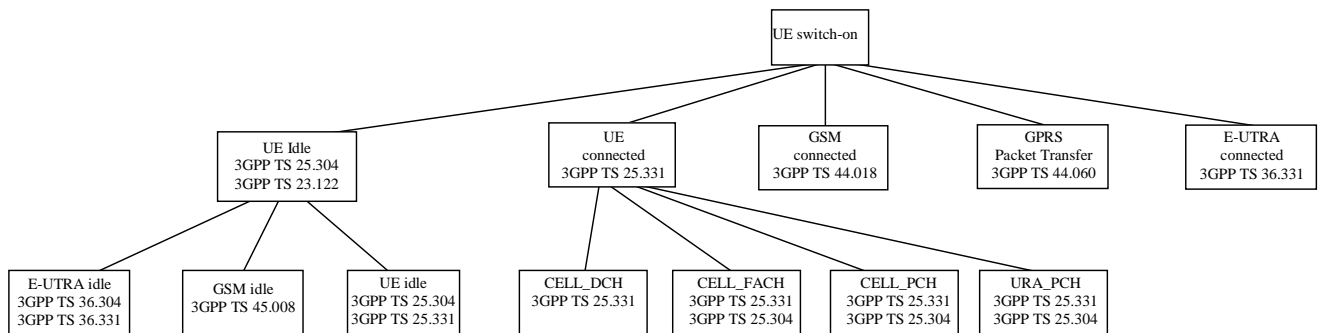 UE switch-on
UE Idle
3GPP TS 25.304
3GPP TS 23.122
UE
connected
3GPP TS 25.331
GSM
connected
3GPP TS 44.018
GPRS
Packet Transfer
3GPP TS 44.060
E-UTRA
connected
3GPP TS 36.331
E-UTRA idle
3GPP TS 36.304
3GPP TS 36.331
GSM idle
3GPP TS 45.008
UE idle
3GPP TS 25.304
3GPP TS 25.331
CELL_DCH
3GPP TS 25.331
CELL_FACH
3GPP TS 25.331
3GPP TS 25.304
CELL_PCH
3GPP TS 25.331
3GPP TS 25.304
URA_PCH
3GPP TS 25.331
3GPP TS 25.304